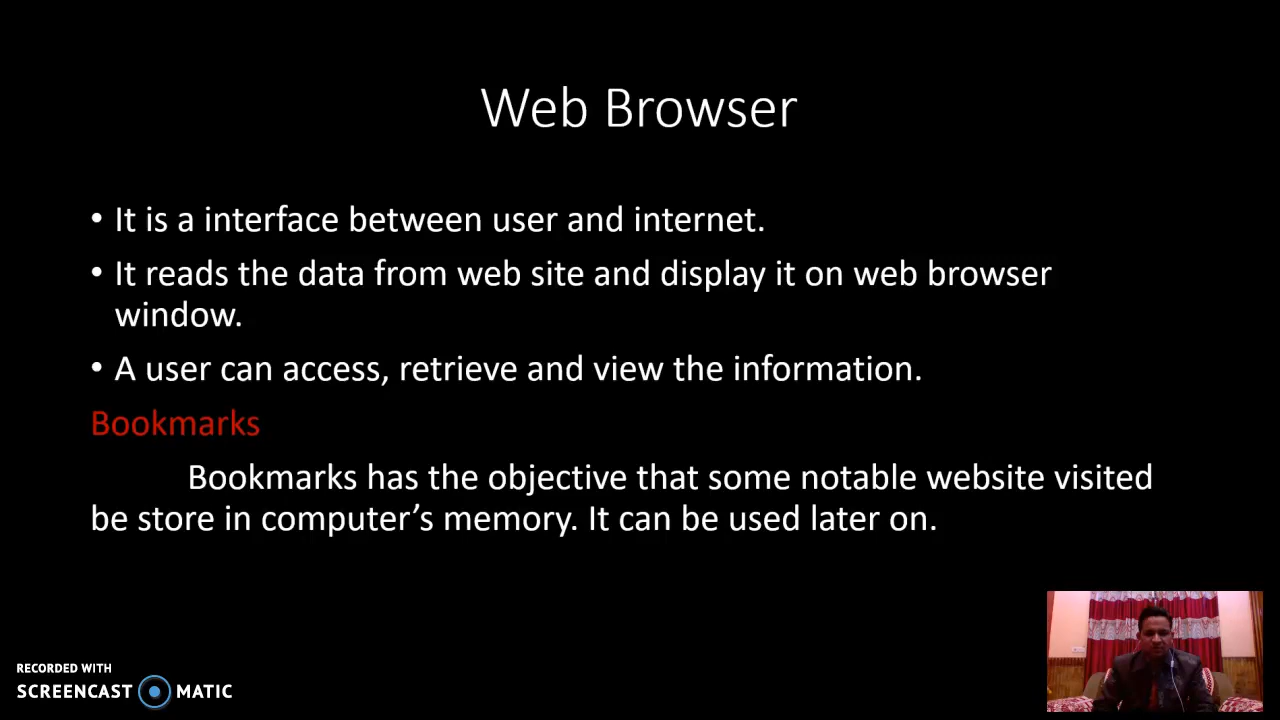 Web Browser
• It is a interface between user and internet.
• It reads the data from web site and display it on web browser
window.
• A user can access, retrieve and view the information.
Bookmarks
Bookmarks has the objective that some notable website visited
be store in computer’s memory. It can be used later on.
RECORDED WITH
SCREENCAST MATIC